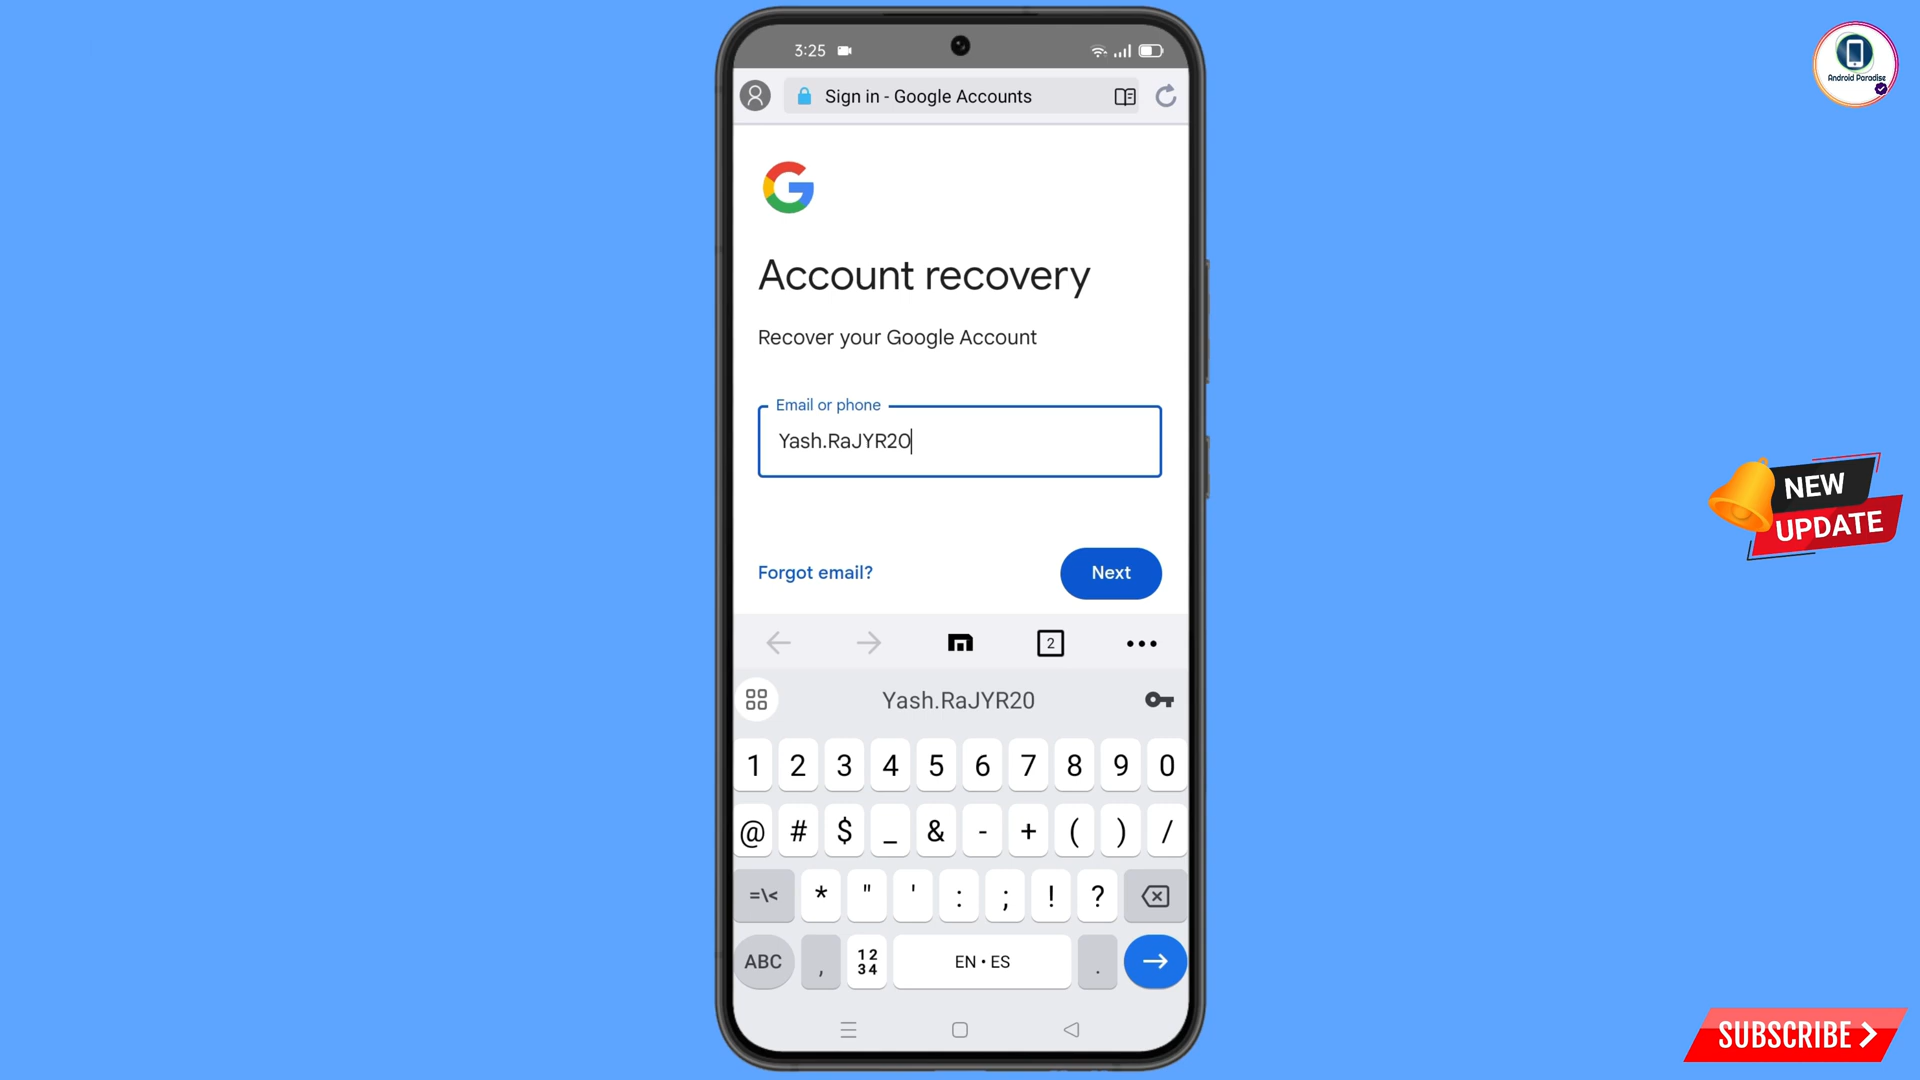 3:25
Android Paradise
Sign in - Google Accounts
G
Account recovery
Recover your Google Account
Email or phone
Yash.RaJYR20
NEW
UPDATE
Forgot email?
Next
2
Yash.RaJYR20
1 2 3 4 5 6 7 8 9 0
@ # $ _ & - + ( ) /
=\< * " ' : ; ! ?
ABC , 12 34 EN • ES .
SUBSCRIBE